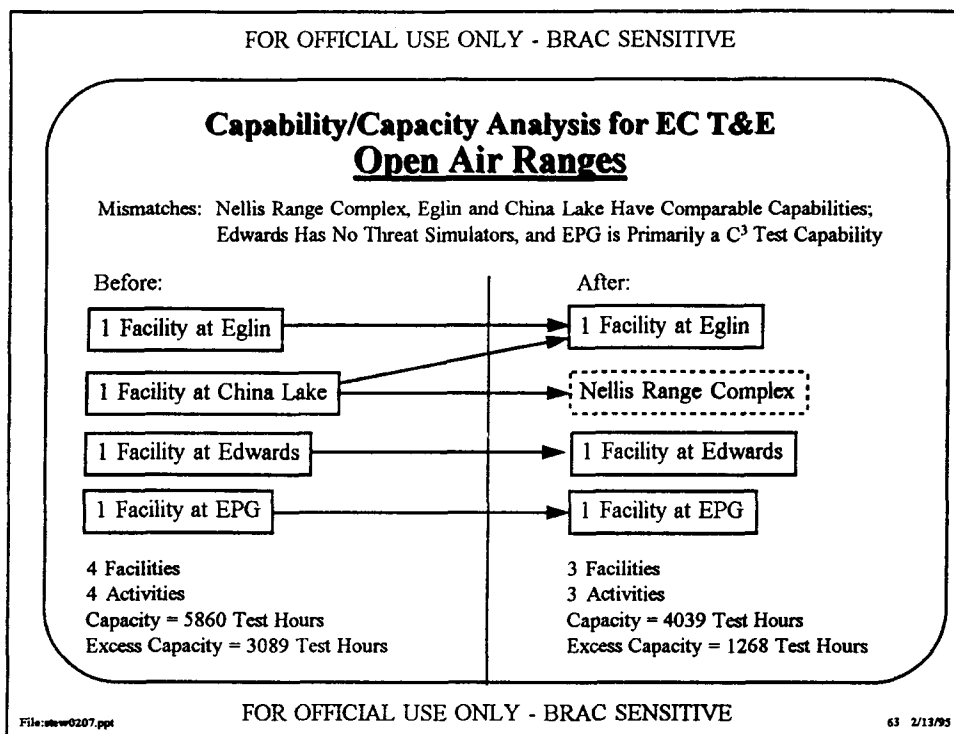 FOR OFFICIAL USE ONLY - BRAC SENSITIVE
Capability/Capacity Analysis for EC T&E
Open Air Ranges
Mismatches: Nellis Range Complex, Eglin and China Lake Have Comparable Capabilities;
Edwards Has No Threat Simulators, and EPG is Primarily a C³ Test Capability
Before:
1 Facility at Eglin
1 Facility at China Lake
1 Facility at Edwards
1 Facility at EPG
4 Facilities
4 Activities
Capacity = 5860 Test Hours
Excess Capacity = 3089 Test Hours
After:
1 Facility at Eglin
Nellis Range Complex
1 Facility at Edwards
1 Facility at EPG
3 Facilities
3 Activities
Capacity = 4039 Test Hours
Excess Capacity = 1268 Test Hours
File:stew0207.ppt
FOR OFFICIAL USE ONLY - BRAC SENSITIVE
63 2/13/95